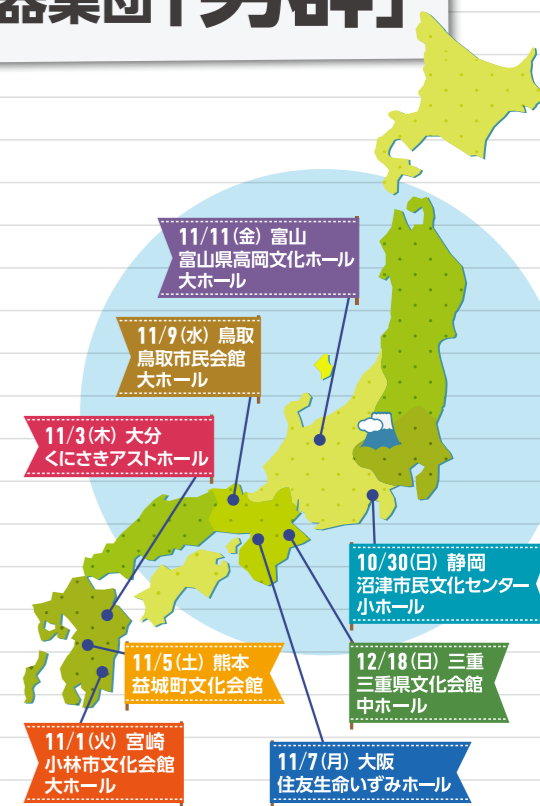 器集団「男群」
11/11(金) 富山
富山県高岡文化ホール
大ホール
11/9(水) 鳥取
鳥取市民会館
大ホール
11/3(木) 大分
くにさきアストホール
10/30(日) 静岡
沼津市民文化センター
小ホール
11/5(土) 熊本
益城町文化会館
12/18(日) 三重
三重県文化会館
中ホール
11/1(火) 宮崎
小林市文化会館
大ホール
11/7(月) 大阪
住友生命いずみホール